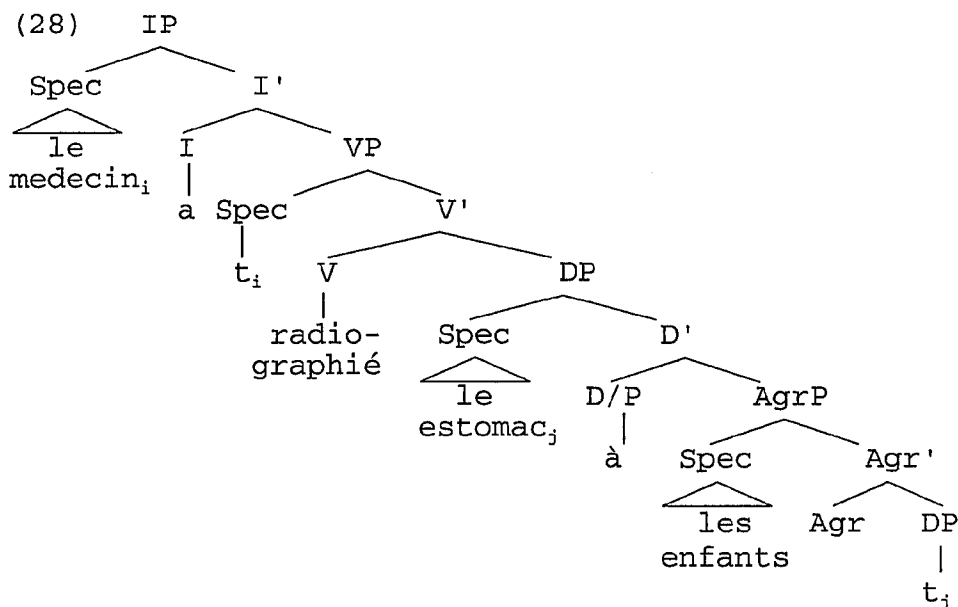 (28) IP
Spec I'
le I VP
medecinᵢ
a Spec V'
tᵢ V DP
radio- Spec D'
graphié
le D/P AgrP
estomacⱼ
à Spec Agr'
les Agr DP
enfants
tⱼ